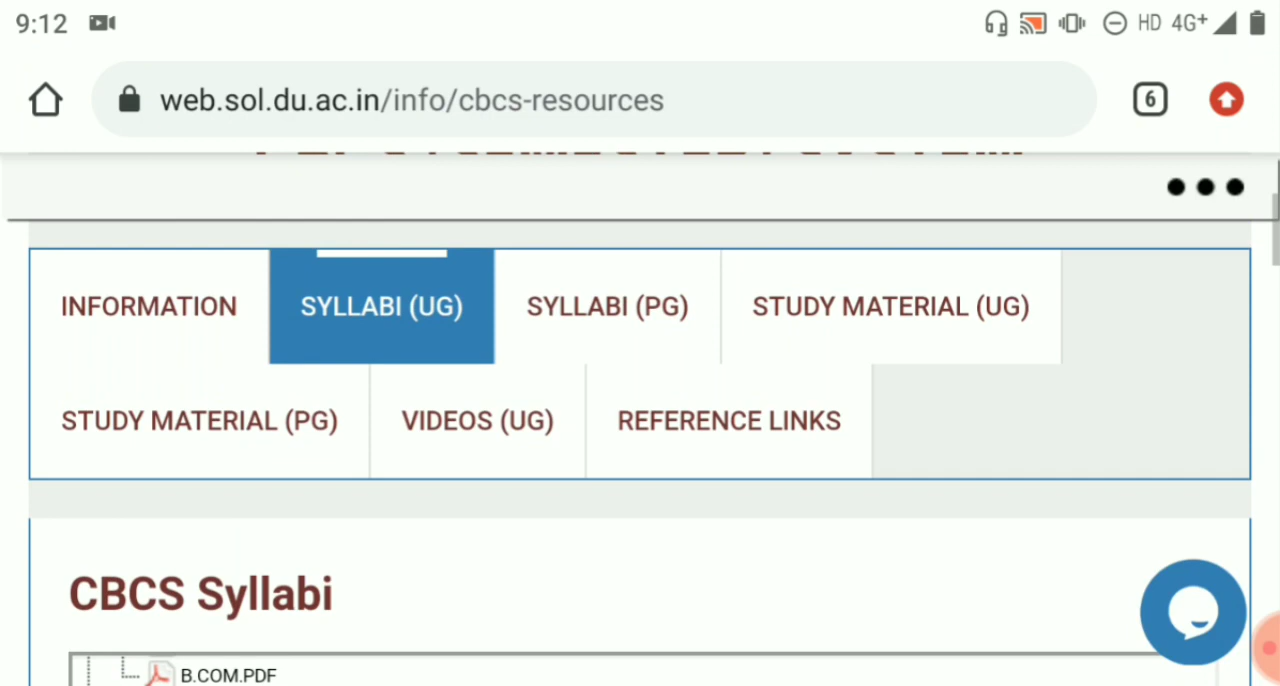 9:12 HD 4G+
web.sol.du.ac.in/info/cbcs-resources 6
INFORMATION SYLLABI (UG) SYLLABI (PG) STUDY MATERIAL (UG)
STUDY MATERIAL (PG) VIDEOS (UG) REFERENCE LINKS
CBCS Syllabi
B.COM.PDF